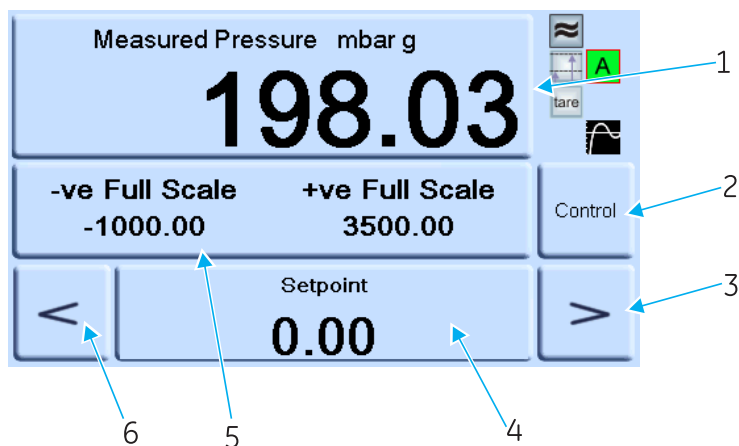 Measured Pressure mbar g
198.03
A
tare
1
-ve Full Scale +ve Full Scale
-1000.00 3500.00
Control
2
Setpoint
0.00
<
>
3
6
5
4